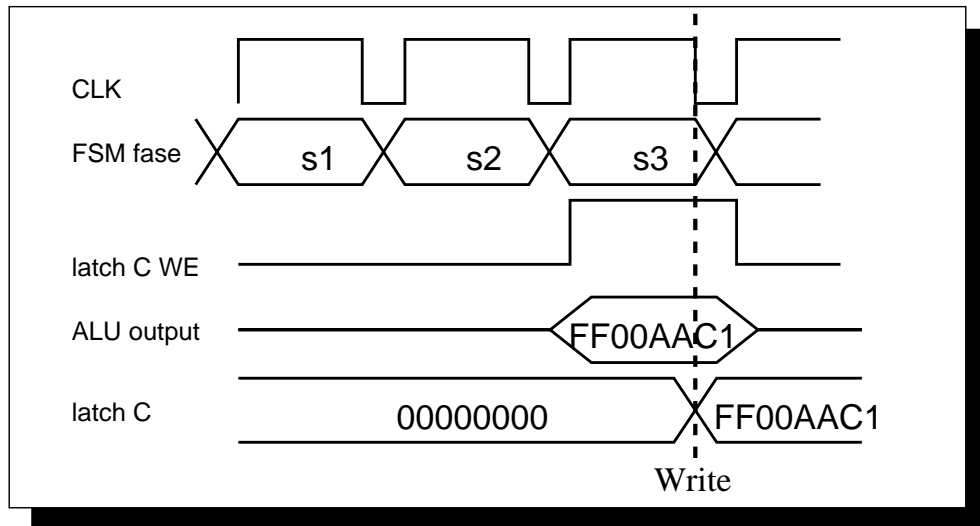 CLK
FSM fase
s1
s2
s3
latch C WE
ALU output
FF00AAC1
latch C
00000000
FF00AAC1
Write